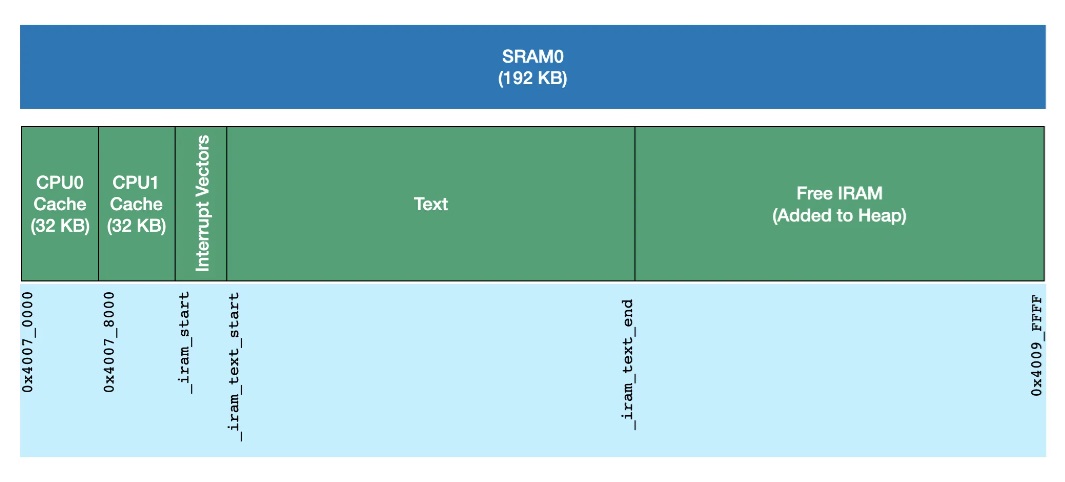 SRAM0
(192 KB)
CPU0
Cache
(32 KB)
CPU1
Cache
(32 KB)
Interrupt Vectors
Text
Free IRAM
(Added to Heap)
0x4007_0000
0x4007_8000
_iram_start
_iram_text_start
_iram_text_end
0x4009_FFFF